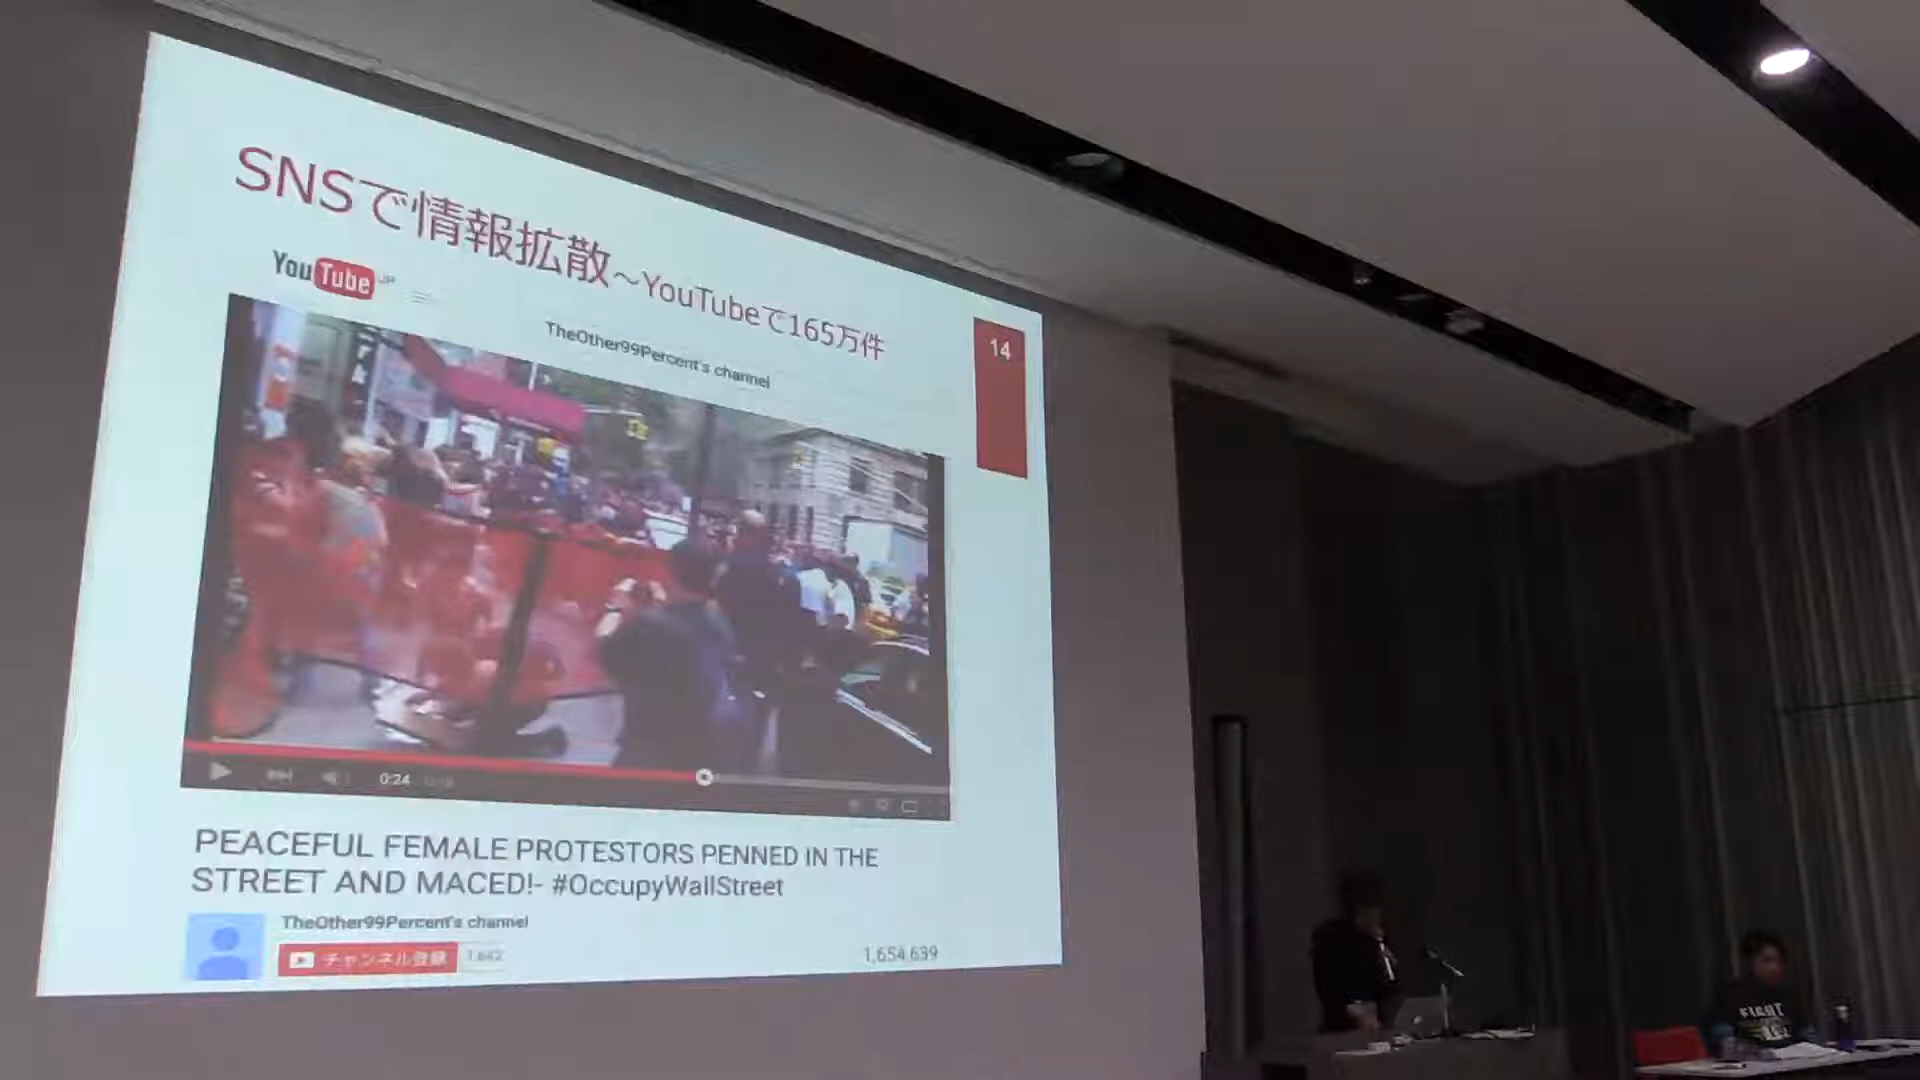 SNSで情報拡散~YouTubeで165万件
YouTube JP
TheOther99Percent's channel
14
0:24
PEACEFUL FEMALE PROTESTORS PENNED IN THE
STREET AND MACED!- #OccupyWallStreet
TheOther99Percent's channel
チャンネル登録
1,654,639
FIGHT